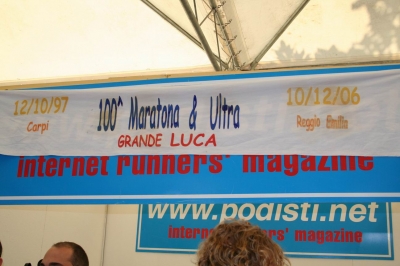 12/10/97 100^ Maratona & Ultra 10/12/06
Carpi GRANDE LUCA Reggio Emilia
internet runners' magazine
www.podisti.net
internet runners' magazine